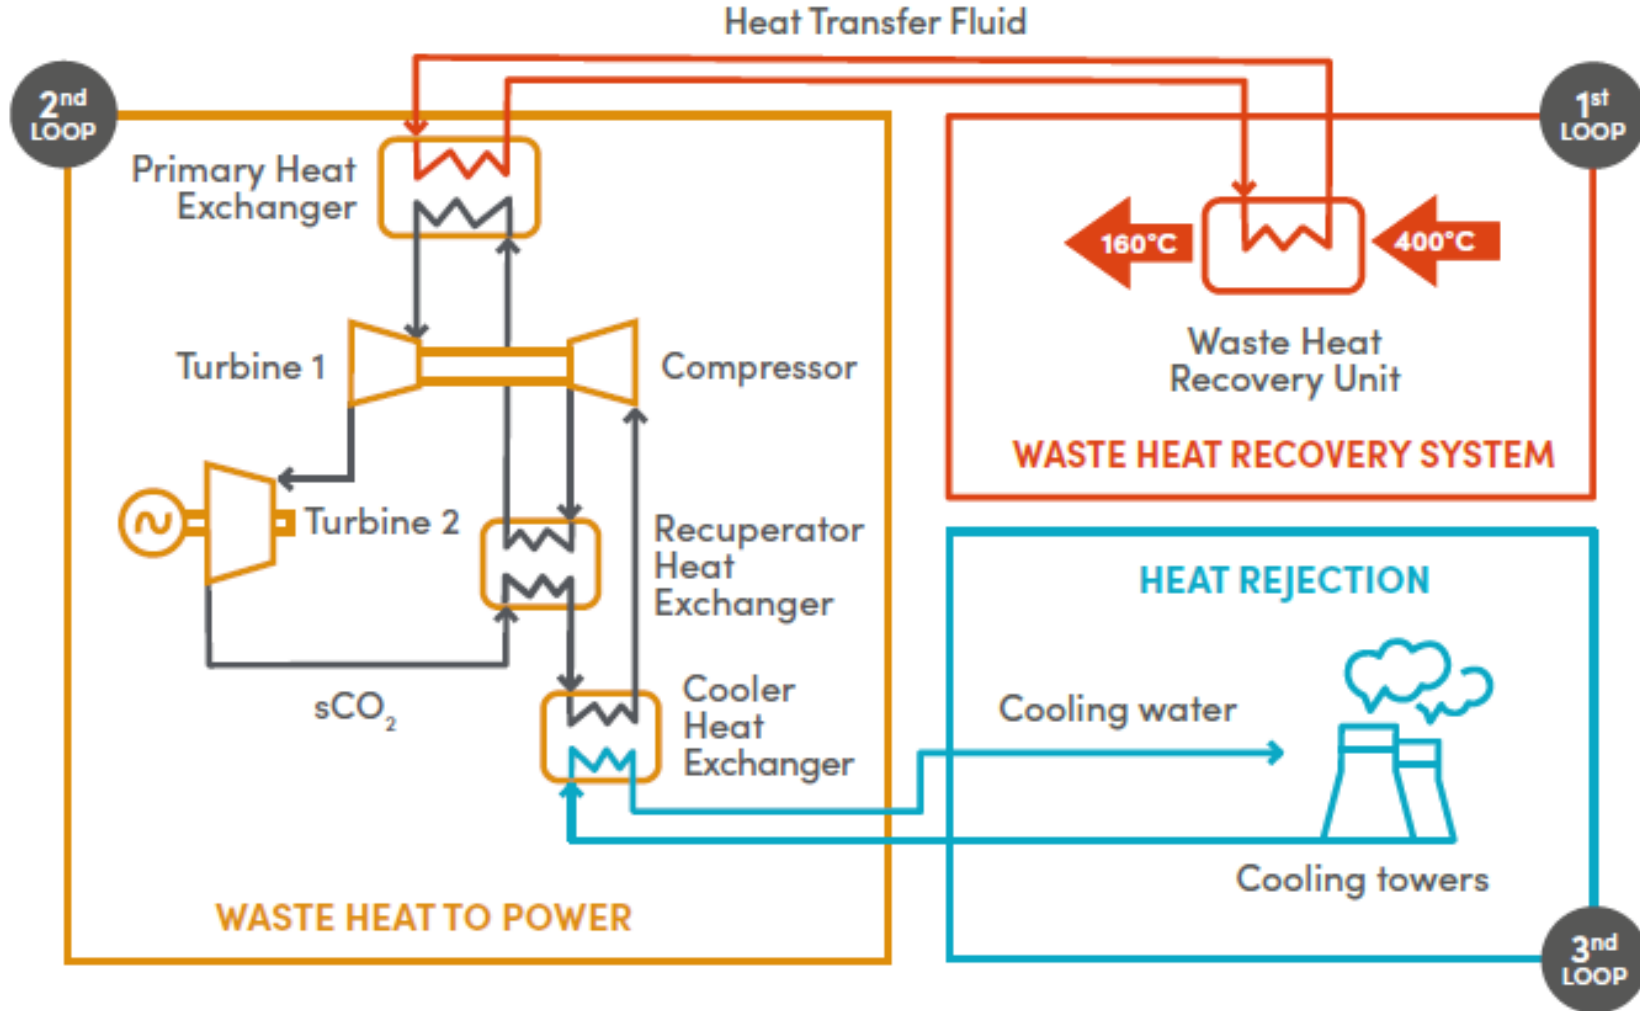 Heat Transfer Fluid
2nd
LOOP
1st
LOOP
Primary Heat
Exchanger
160°C
400°C
Turbine 1
Compressor
Waste Heat
Recovery Unit
WASTE HEAT RECOVERY SYSTEM
Turbine 2
Recuperator
Heat
Exchanger
HEAT REJECTION
sCO₂
Cooler
Heat
Exchanger
Cooling water
Cooling towers
WASTE HEAT TO POWER
3nd
LOOP